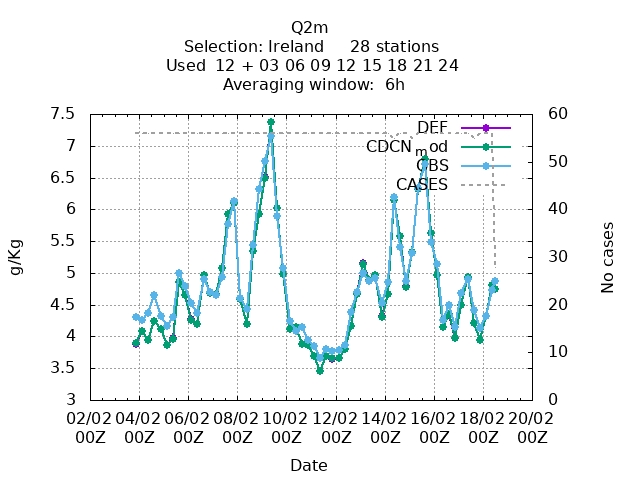 Q2m
Selection: Ireland 28 stations
Used 12 + 03 06 09 12 15 18 21 24
Averaging window: 6h
7.5
7
6.5
6
5.5
5
4.5
4
3.5
3
g/Kg
60
50
40
30
20
10
0
No cases
DEF
CDCN_mod
OBS
CASES
02/02 04/02 06/02 08/02 10/02 12/02 14/02 16/02 18/02 20/02
00Z 00Z 00Z 00Z 00Z 00Z 00Z 00Z 00Z 00Z
Date